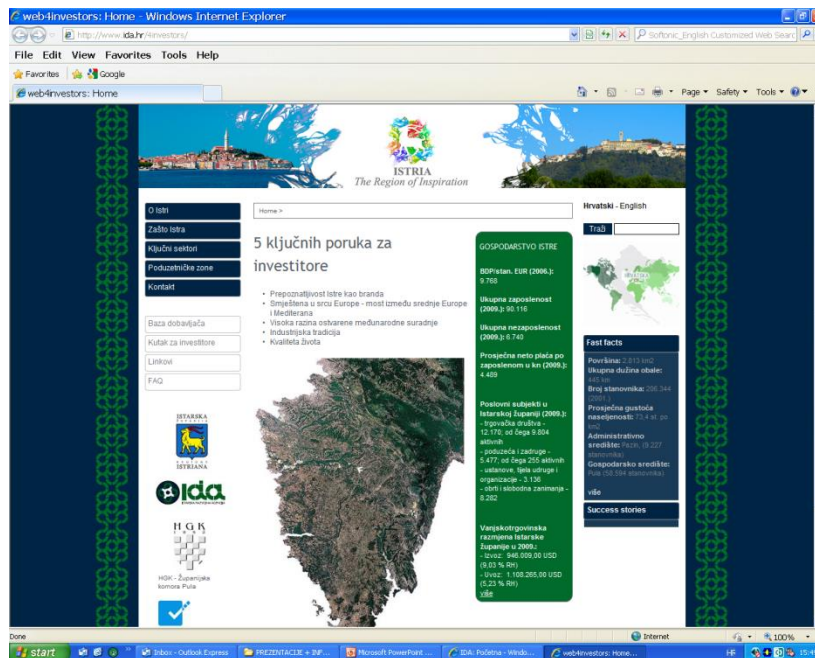 web4investors: Home - Windows Internet Explorer
http://www.ida.hr/4investors/
Softonic_English Customized Web Searc
File Edit View Favorites Tools Help
Favorites Google
web4investors: Home
Page Safety Tools
ISTRIA
The Region of Inspiration
O Istri
Zašto Istra
Ključni sektori
Poduzetničke zone
Kontakt
Baza dobavljača
Kutak za investitore
Linkovi
FAQ
ISTARSKA
ISTRIANA
ida
HGK
HGK - Županijska
komora Pula
Home >
5 ključnih poruka za
investitore
• Prepoznatljivost Istre kao branda
• Smještena u srcu Europe - most između srednje Europe
i Mediterana
• Visoka razina ostvarene međunarodne suradnje
• Industrijska tradicija
• Kvaliteta života
GOSPODARSTVO ISTRE
BDP/stan. EUR (2006.):
9.768
Ukupna zaposlenost
(2009.): 90.116
Ukupna nezaposlenost
(2009.): 6.740
Prosječna neto plaća po
zaposlenom u kn (2009.):
4.489
Poslovni subjekti u
Istarskoj županiji (2009.):
- trgovačka društva -
12.170; od čega 9.804
aktivnih
- poduzeća i zadruge -
5.477; od čega 255 aktivnih
- ustanove, tijela udruge i
organizacije - 3.136
- obrti i slobodna zanimanja -
8.282
Vanjskotrgovinska
razmjena Istarske
županije u 2009.:
- Izvoz: 946.009,00 USD
(9,03 % RH)
- Uvoz: 1.108.265,00 USD
(5,23 % RH)
više
Hrvatski - English
Traži
Fast facts
Površina: 2.813 km2
Ukupna dužina obale:
445 km
Broj stanovnika: 206.344
(2001.)
Prosječna gustoća
naseljenosti: 73,4 st. po
km2
Administrativno
središte: Pazin, (9.227
stanovnika)
Gospodarsko središte:
Pula (58.594 stanovnika)
više
Success stories
Done
Internet
100%
start
Inbox - Outlook Express
PREZENTACIJE + INF...
Microsoft PowerPoint ...
IDA: Početna - Windo...
web4investors: Home...
HR